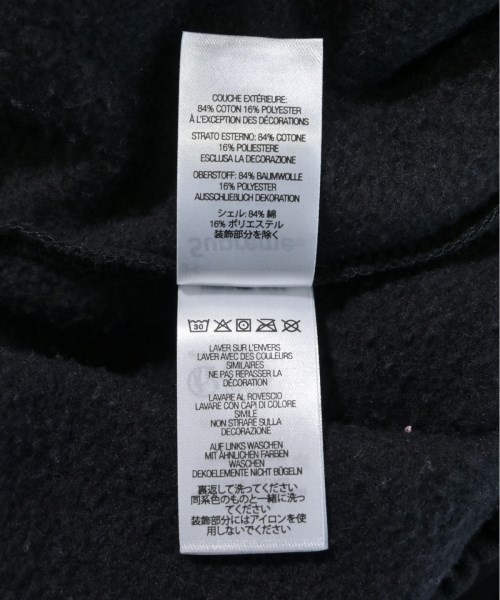 COUCHE EXTÉRIEURE:
84% COTON 16% POLYESTER
À L'EXCEPTION DES DÉCORATIONS
STRATO ESTERNO: 84% COTONE
16% POLIESTERE
ESCLUSA LA DECORAZIONE
OBERSTOFF: 84% BAUMWOLLE
16% POLYESTER
AUSSCHLIEBLICH DEKORATION
シェル: 84% 綿
16% ポリエステル
装飾部分を除く
Supreme
30
LAVER SUR L'ENVERS
LAVER AVEC DES COULEURS
SIMILAIRES
NE PAS REPASSER LA
DÉCORATION
LAVARE AL ROVESCIO
LAVARE CON CAPI DI COLORE
SIMILE
NON STIRARE SULLA
DECORAZIONE
AUF LINKS WASCHEN
MIT ÄHNLICHEN FARBEN
WASCHEN
DEKOELEMENTE NICHT BÜGELN
裏返して洗ってください
同系色のものと一緒に洗っ
てください
装飾部分にはアイロンを使
用しないでください